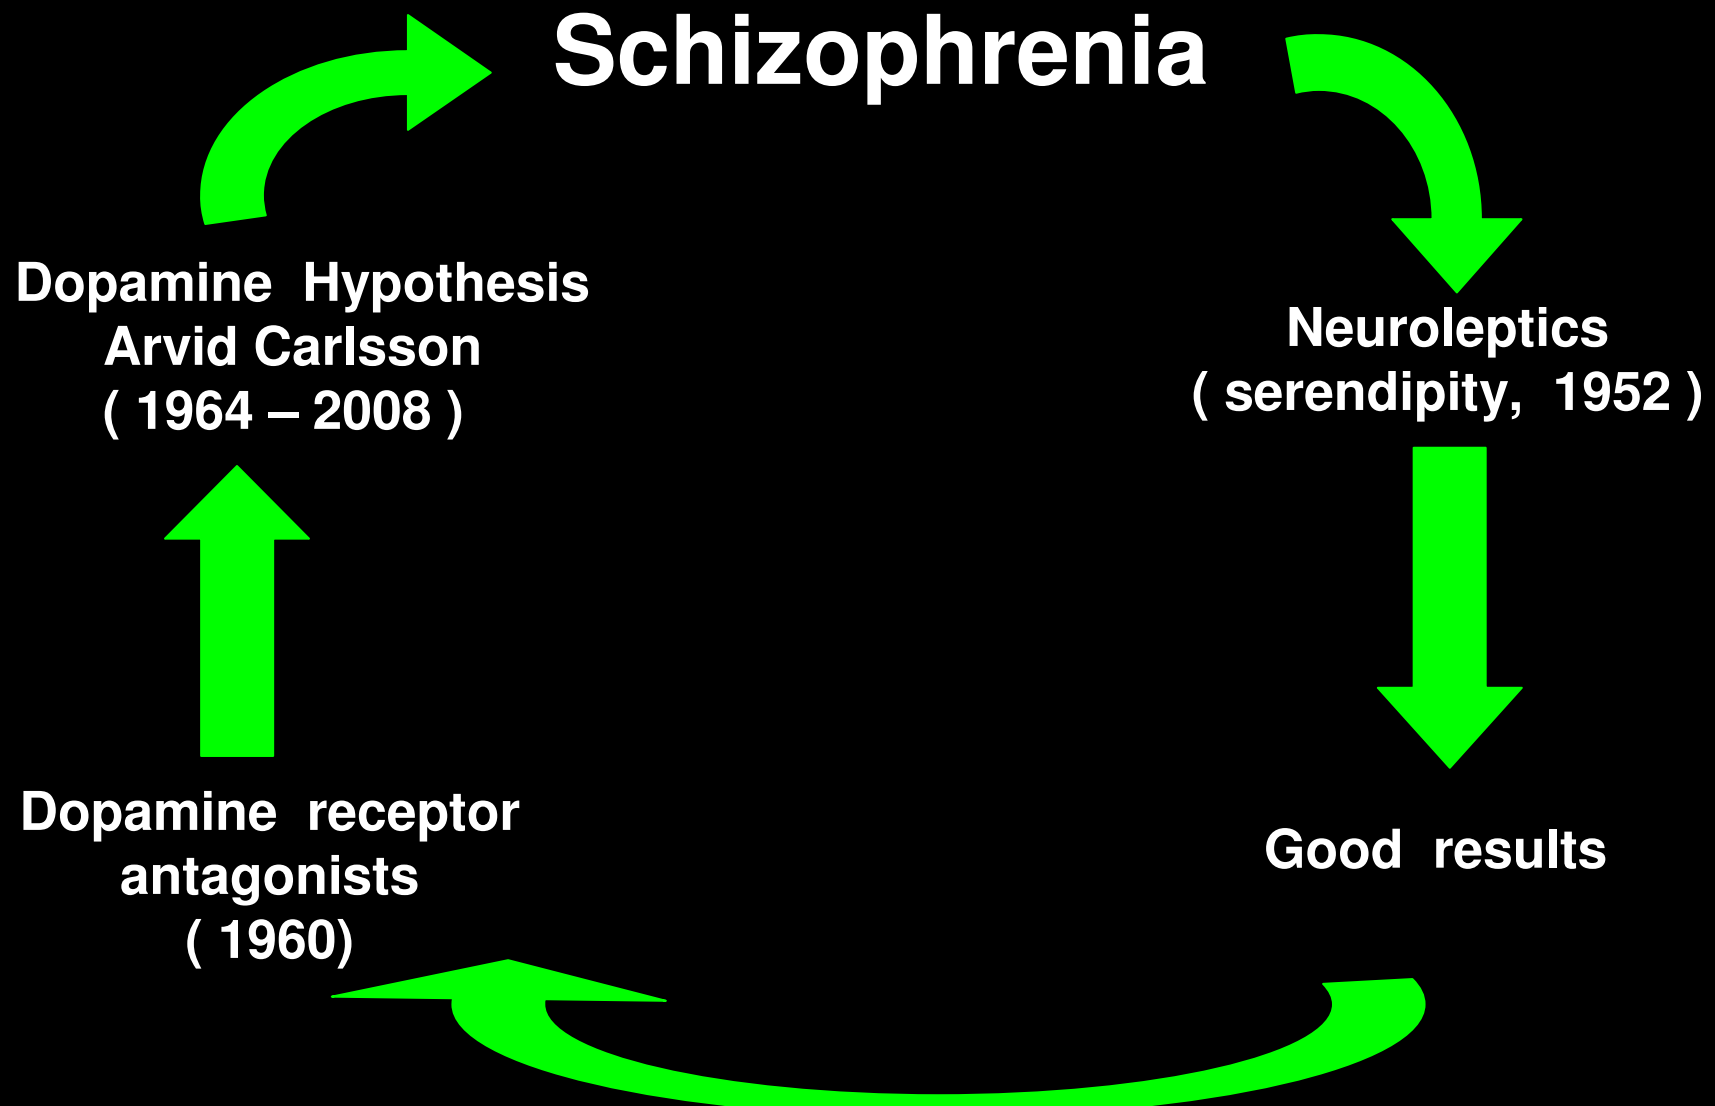 Schizophrenia
Dopamine Hypothesis
Arvid Carlsson
( 1964 – 2008 )
Neuroleptics
( serendipity, 1952 )
Dopamine receptor
antagonists
( 1960)
Good results